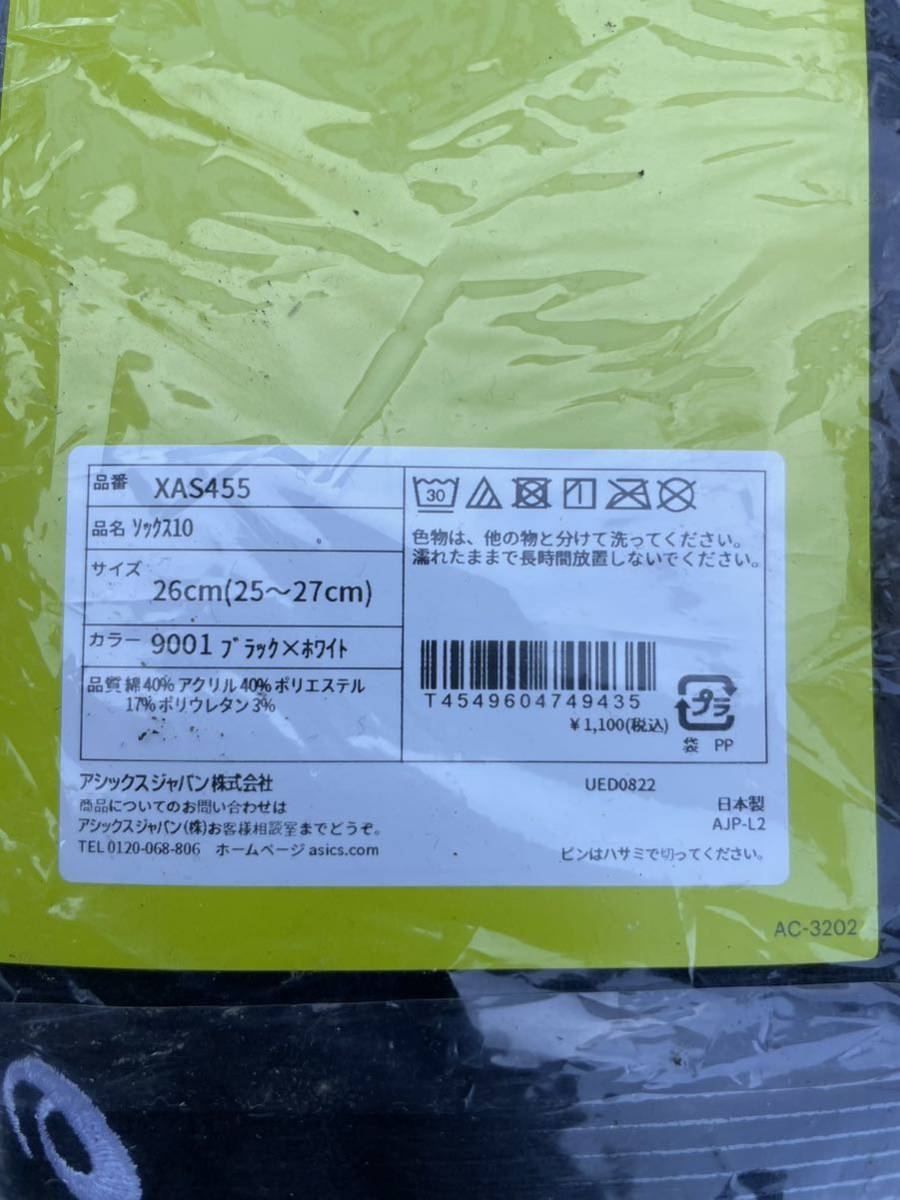 品番 XAS455
品名 ｿｯｸｽ10
サイズ
26cm(25～27cm)
カラー 9001 ﾌﾞﾗｯｸ×ﾎﾜｲﾄ
品質 綿40% アクリル40% ポリエステル
17% ポリウレタン3%
30
色物は、他の物と分けて洗ってください。
濡れたままで長時間放置しないでください。
T4549604749435
¥1,100(税込)
プラ
袋 PP
アシックスジャパン株式会社
商品についてのお問い合わせは
アシックスジャパン(株)お客様相談室までどうぞ。
TEL 0120-068-806 ホームページ asics.com
UED0822
日本製
AJP-L2
ピンはハサミで切ってください。
AC-3202